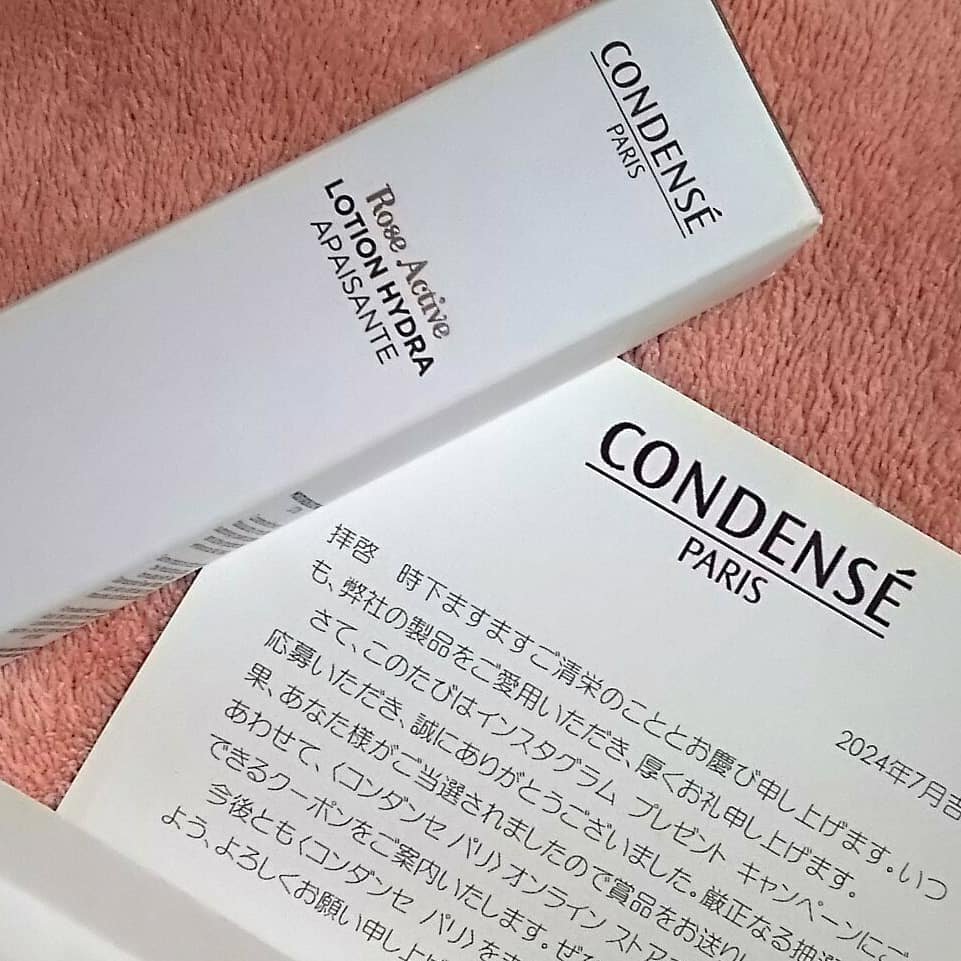 CONDENSÉ
PARIS
Rose Active
LOTION HYDRA
APAISANTE
CONDENSÉ
PARIS
2024年7月吉
拝啓 時下ますますご清栄のこととお慶び申し上げます。いつ
も、弊社の製品をご愛用いただき、厚くお礼申し上げます。
さて、このたびはインスタグラム プレゼント キャンペーンにご
応募いただき、誠にありがとうございました。厳正なる抽選
果、あなた様がご当選されましたので賞品をお送り
あわせて、〈コンダンセ パリ〉オンライン ストア
できるクーポンをご案内いたします。ぜ
今後とも〈コンダンセ パリ〉を
よう、よろしくお願い申し上